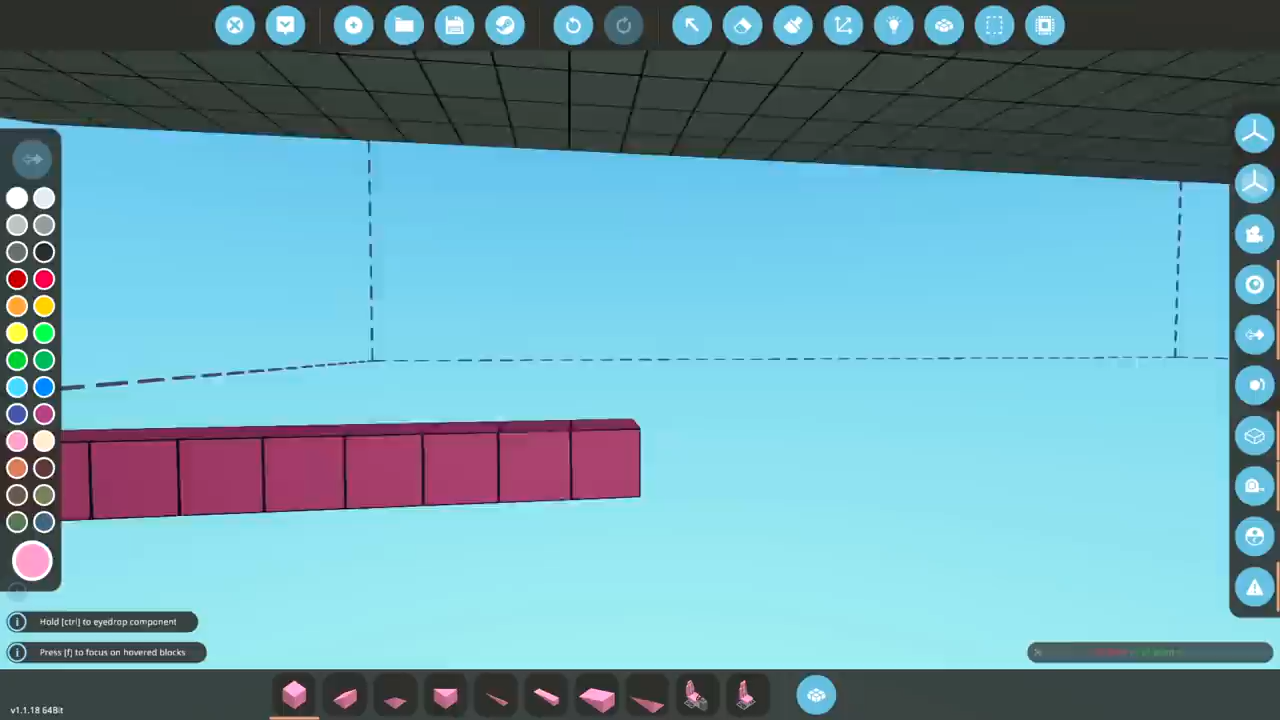 Hold [ctrl] to eyedrop component
Press [f] to focus on hovered blocks
v1.1.18 64Bit